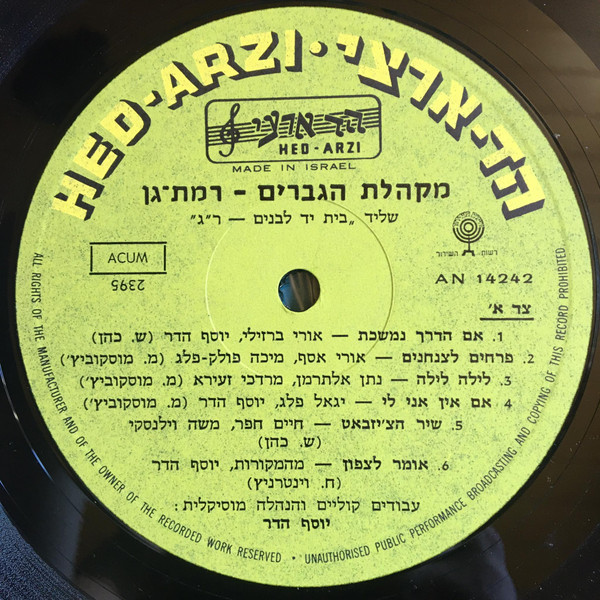 HED-ARZI · הד-ארצי
הד ארצי
HED-ARZI
MADE IN ISRAEL
מקהלת הגברים - רמת-גן
שליד „בית יד לבנים — ר״ג״
ACUM
2395
רשות השידור
AN 14242
צד א׳
1. אם הדרך נמשכת — אורי ברזילי, יוסף הדר (ש. כהן)
2. פרחים לצנחנים — אורי אסף, מיכה פולק-פלג (מ. מוסקוביץ׳)
3. לילה לילה — נתן אלתרמן, מרדכי זעירא (מ. מוסקוביץ׳)
4. אם אין אני לי — יגאל פלג, יוסף הדר (מ. מוסקוביץ׳)
5. שיר הצ׳יזבאט — חיים חפר, משה וילנסקי
(ש. כהן)
6. אומר לצפון — מהמקורות, יוסף הדר
(ח. וינטרניץ)
עבודים קוליים והנהלה מוסיקלית:
יוסף הדר
ALL RIGHTS OF THE MANUFACTURER AND OF THE OWNER OF THE RECORDED WORK RESERVED • UNAUTHORISED PUBLIC PERFORMANCE BROADCASTING AND COPYING OF THIS RECORD PROHIBITED